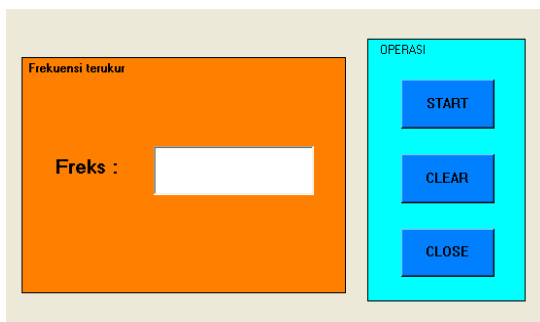 Frekuensi terukur
Freks :
OPERASI
START
CLEAR
CLOSE